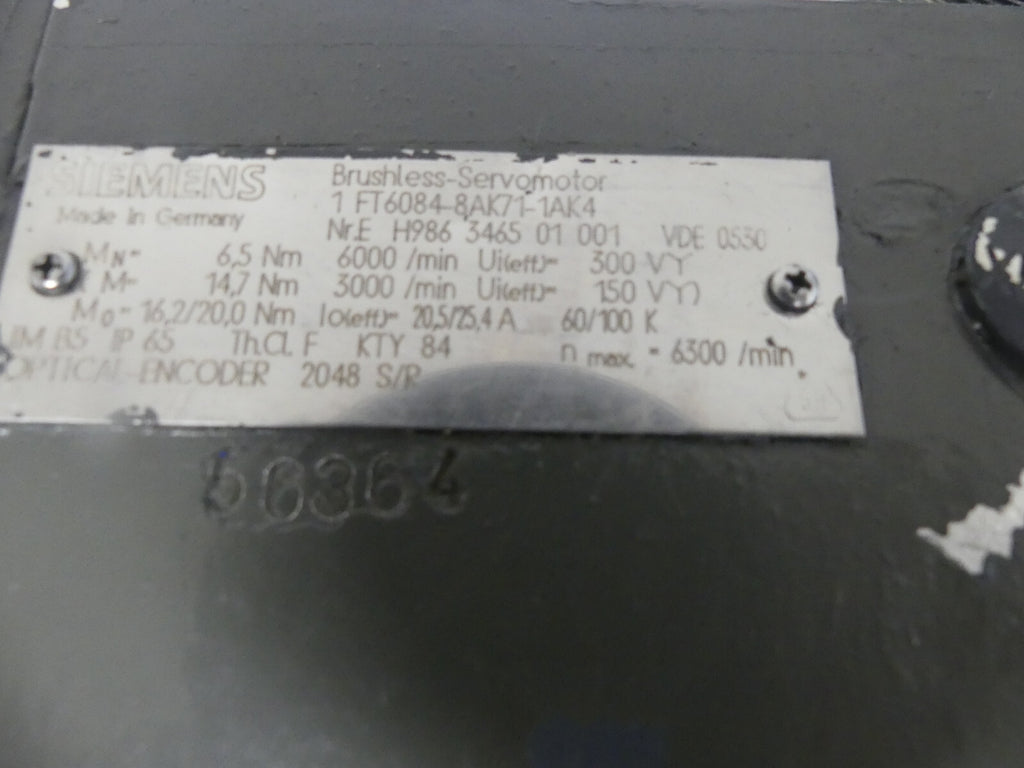 SIEMENS
Made In Germany
Brushless-Servomotor
1 FT6084-8AK71-1AK4
Nr.E H986 3465 01 001 VDE 0530
MN= 6,5 Nm 6000 /min Ui(eff)= 300 VY
M= 14,7 Nm 3000 /min Ui(eff)= 150 VY)
Mo= 16,2/20,0 Nm Io(eff)= 20,5/25,4 A 60/100 K
IM B5 IP 65 Th.Cl. F KTY 84 n max. = 6300 /min
OPTICAL-ENCODER 2048 S/R